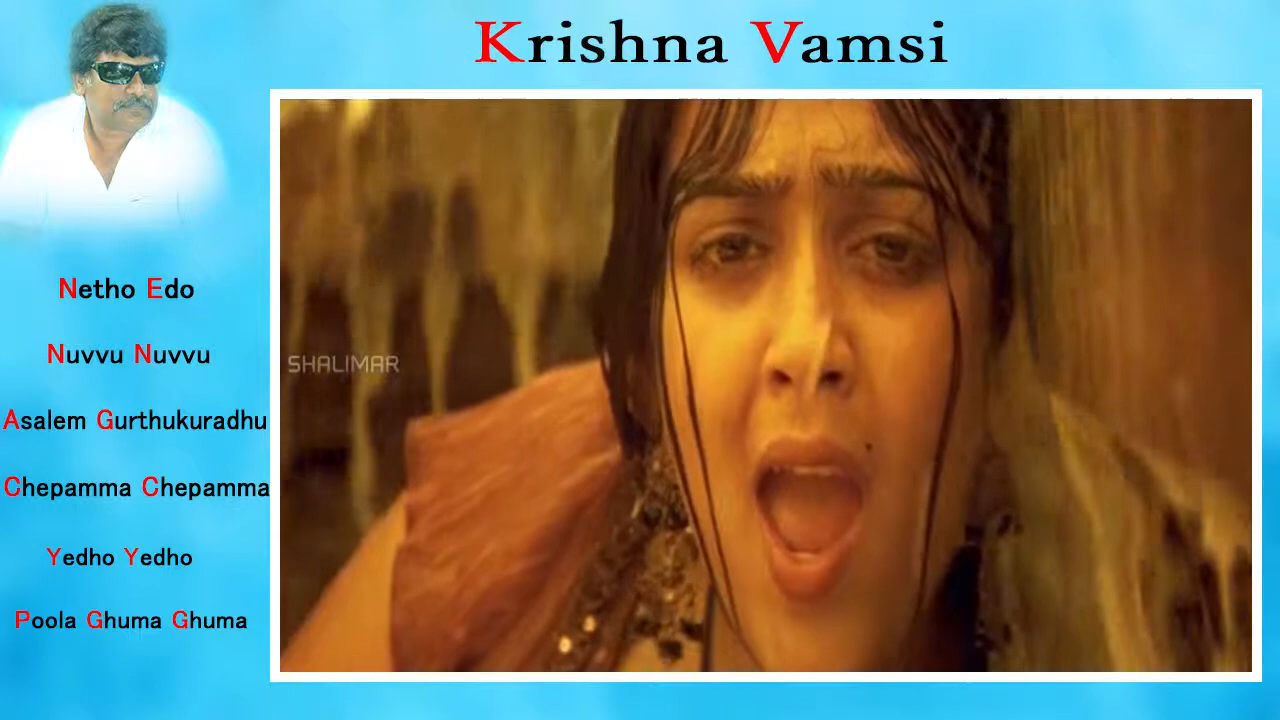 Krishna Vamsi
Netho Edo
Nuvvu Nuvvu
SHALIMAR
Asalem Gurthukuradhu
Chepamma Chepamma
Yedho Yedho
Poola Ghuma Ghuma